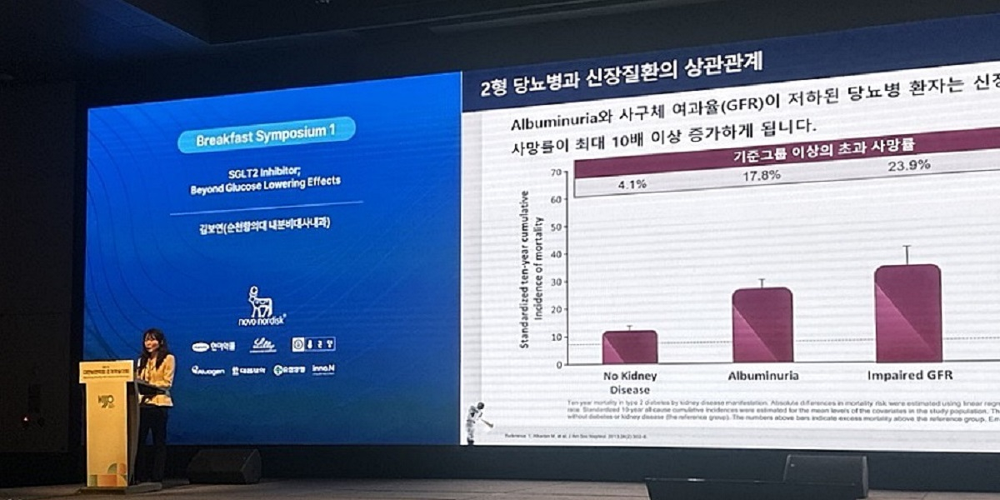 Breakfast Symposium 1
SGLT2 Inhibitor;
Beyond Glucose Lowering Effects
김보연(순천향의대 내분비대사내과)
novo nordisk
한미약품
Lilly
종근당
Nuogen
대웅제약
유한양행
inno.N
2형 당뇨병과 신장질환의 상관관계
Albuminuria와 사구체 여과율(GFR)이 저하된 당뇨병 환자는 신장
사망률이 최대 10배 이상 증가하게 됩니다.
기준그룹 이상의 초과 사망률
4.1% 17.8% 23.9%
Standardized ten-year cumulative
Incidence of mortality
70
60
50
40
30
20
10
0
No Kidney
Disease
Albuminuria
Impaired GFR
Ten-year mortality in type 2 diabetes by kidney disease manifestation. Absolute differences in mortality risk were estimated using linear regr
race. Standardized 10-year all-cause cumulative incidences were estimated for the mean levels of the covariates in the study population. Th
without diabetes or kidney disease (the reference group). The numbers above bars indicate excess mortality above the reference group. Er